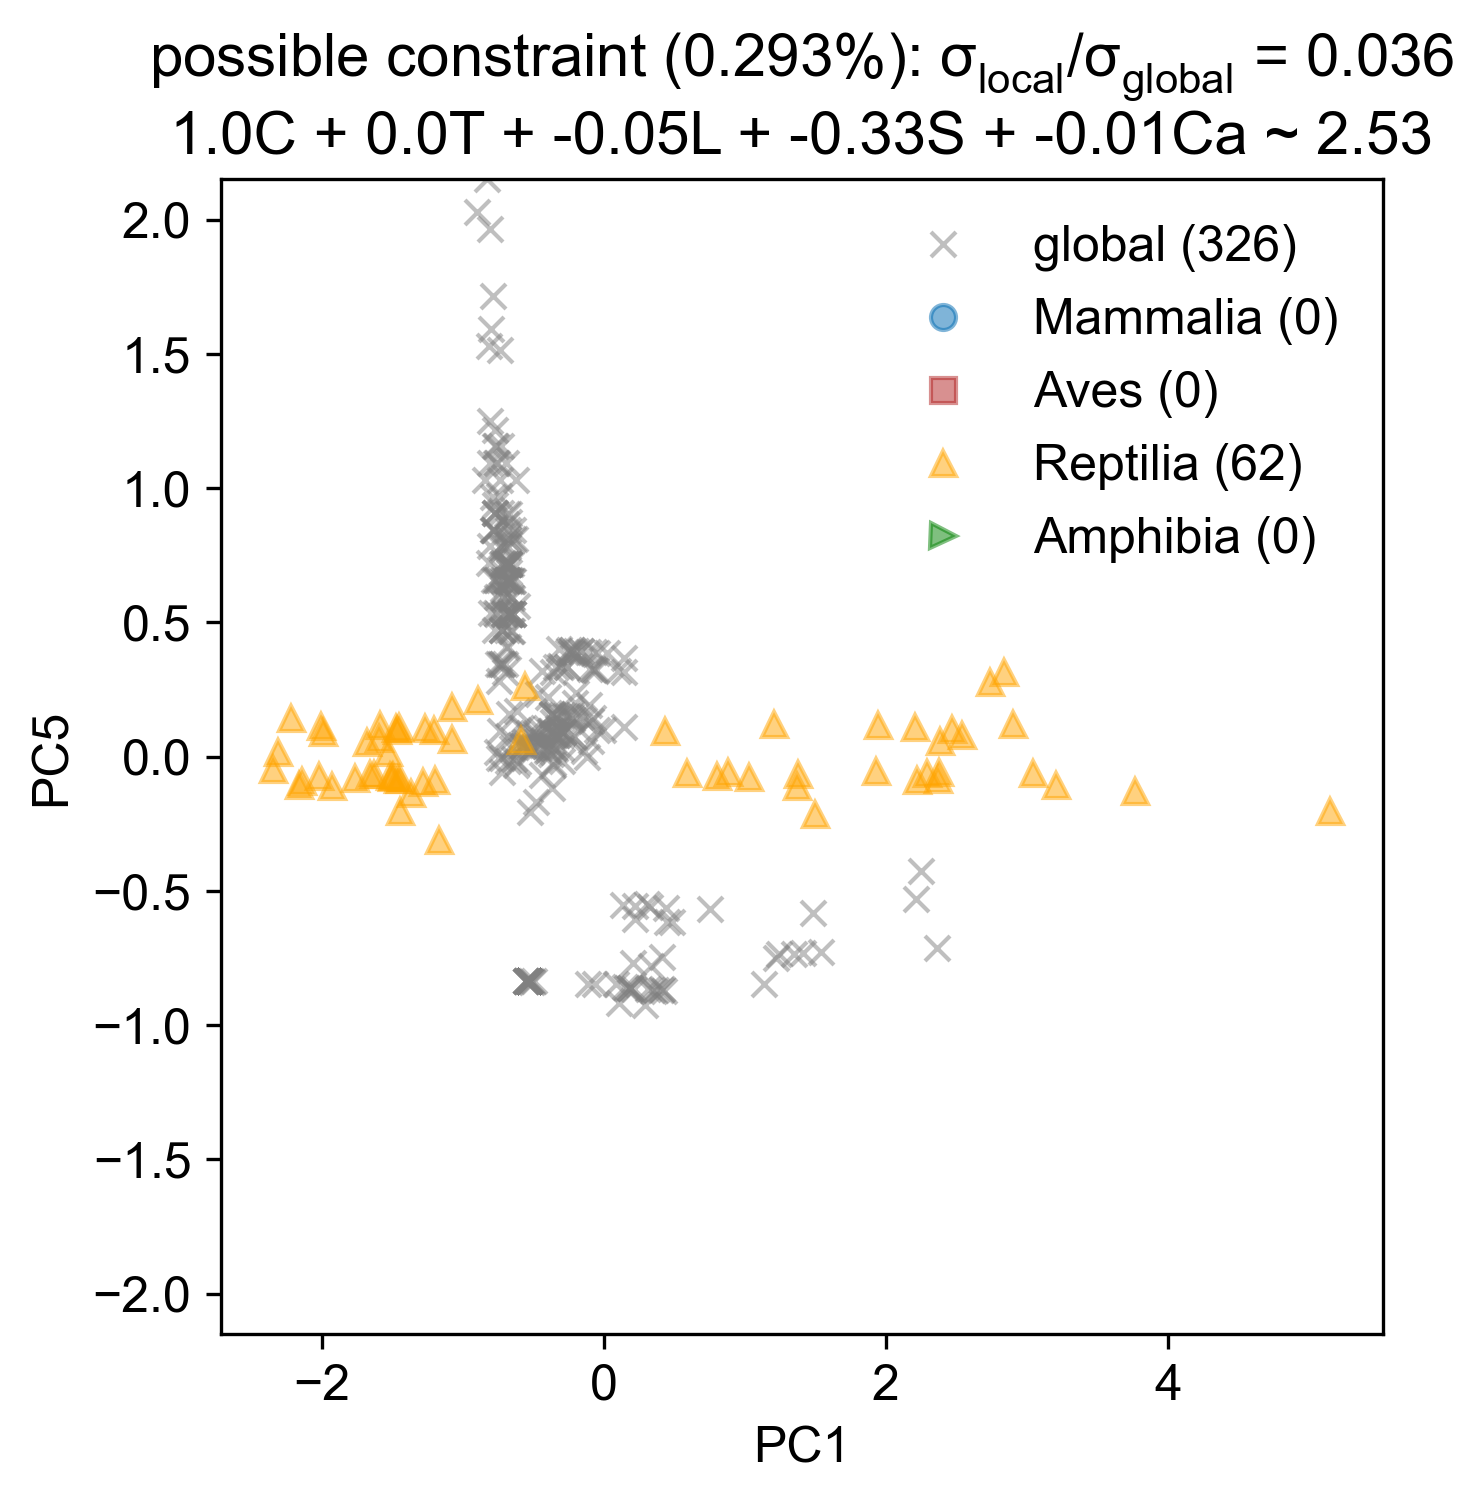 possible constraint (0.293%): σlocal/σglobal = 0.036
1.0C + 0.0T + -0.05L + -0.33S + -0.01Ca ~ 2.53
global (326)
Mammalia (0)
Aves (0)
Reptilia (62)
Amphibia (0)
PC5
2.0
1.5
1.0
0.5
0.0
−0.5
−1.0
−1.5
−2.0
−2 0 2 4
PC1